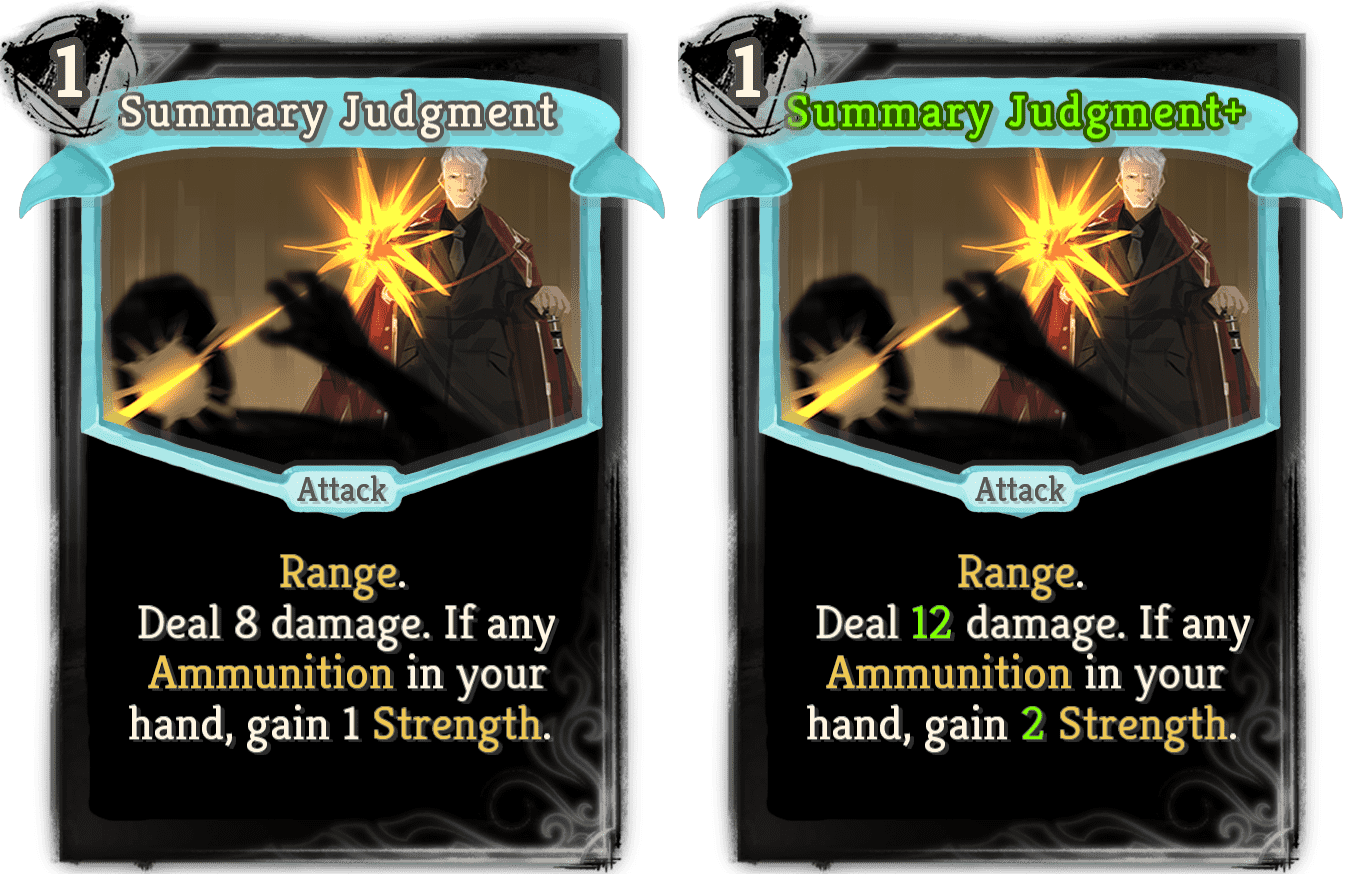 1
Summary Judgment
Attack
Range.
Deal 8 damage. If any
Ammunition in your
hand, gain 1 Strength.
1
Summary Judgment+
Attack
Range.
Deal 12 damage. If any
Ammunition in your
hand, gain 2 Strength.